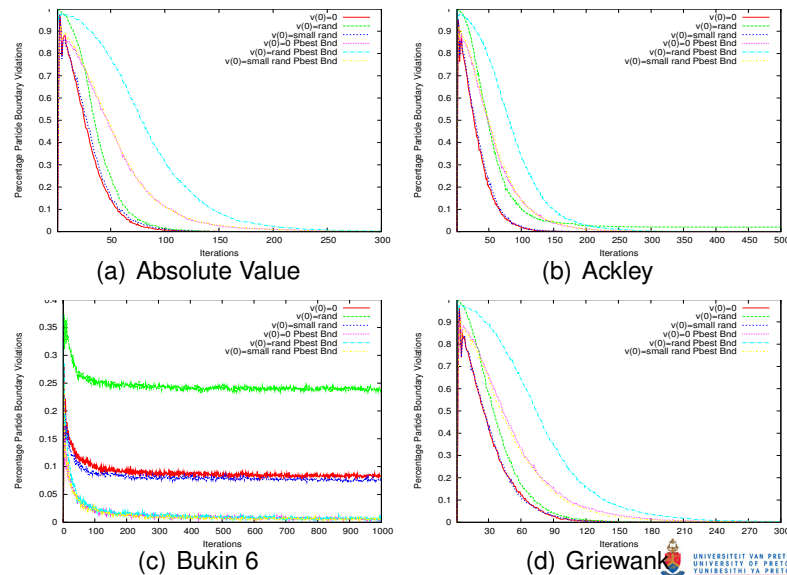 v(0)=0
v(0)=rand
v(0)=small rand
v(0)=0 Pbest Bnd
v(0)=rand Pbest Bnd
v(0)=small rand Pbest Bnd
Percentage Particle Boundary Violations
1
0.9
0.8
0.7
0.6
0.5
0.4
0.3
0.2
0.1
0
50 100 150 200 250 300
Iterations
(a) Absolute Value
v(0)=0
v(0)=rand
v(0)=small rand
v(0)=0 Pbest Bnd
v(0)=rand Pbest Bnd
v(0)=small rand Pbest Bnd
Percentage Particle Boundary Violations
1
0.9
0.8
0.7
0.6
0.5
0.4
0.3
0.2
0.1
0
50 100 150 200 250 300 350 400 450 500
Iterations
(b) Ackley
v(0)=0
v(0)=rand
v(0)=small rand
v(0)=0 Pbest Bnd
v(0)=rand Pbest Bnd
v(0)=small rand Pbest Bnd
Percentage Particle Boundary Violations
0.4
0.35
0.3
0.25
0.2
0.15
0.1
0.05
0
0 100 200 300 400 500 600 700 800 900 1000
Iterations
(c) Bukin 6
v(0)=0
v(0)=rand
v(0)=small rand
v(0)=0 Pbest Bnd
v(0)=rand Pbest Bnd
v(0)=small rand Pbest Bnd
Percentage Particle Boundary Violations
1
0.9
0.8
0.7
0.6
0.5
0.4
0.3
0.2
0.1
0
30 60 90 120 150 180 210 240 270 300
Iterations
(d) Griewank
UNIVERSITEIT VAN PRETO
UNIVERSITY OF PRETO
YUNIBESITHI YA PRETO